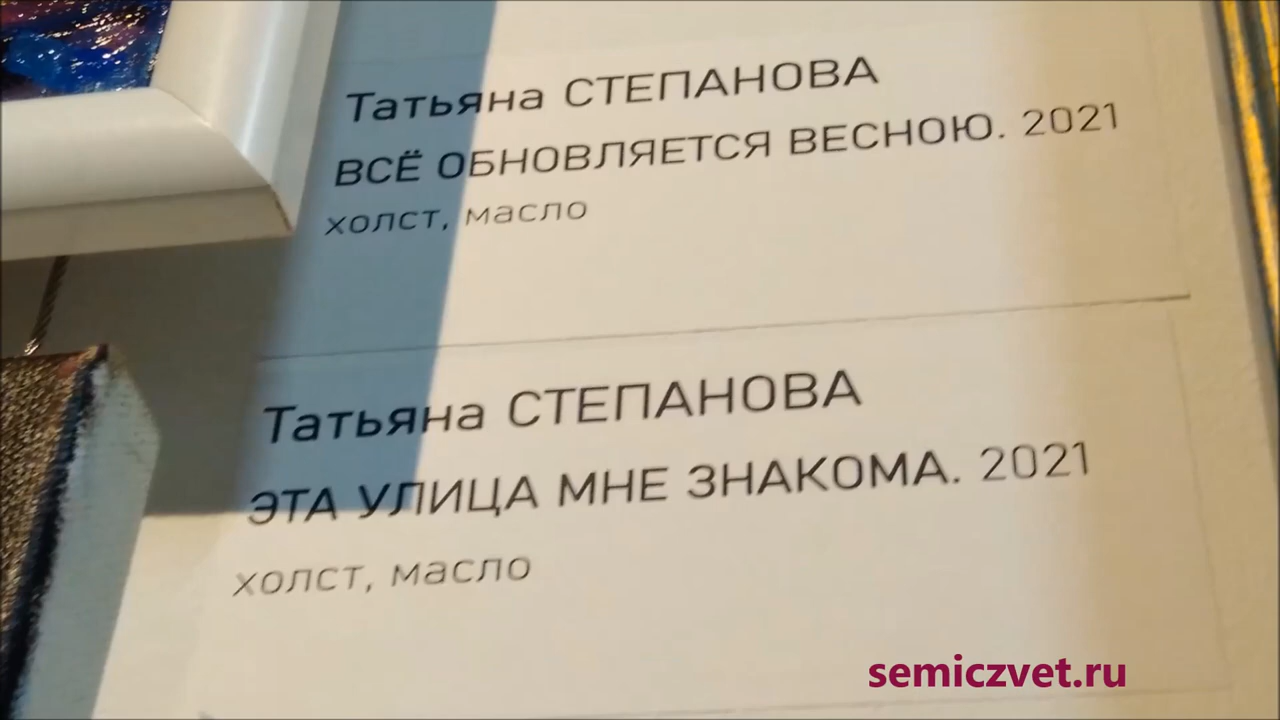 Татьяна СТЕПАНОВА
ВСЁ ОБНОВЛЯЕТСЯ ВЕСНОЮ. 2021
холст, масло
Татьяна СТЕПАНОВА
ЭТА УЛИЦА МНЕ ЗНАКОМА. 2021
холст, масло
semiczvet.ru